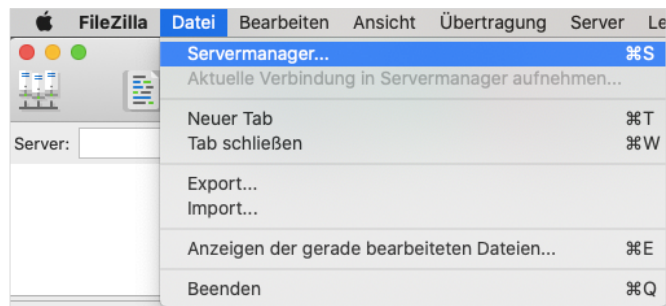 FileZilla Datei Bearbeiten Ansicht Übertragung Server Le
Servermanager... ⌘S
Aktuelle Verbindung in Servermanager aufnehmen...
Neuer Tab ⌘T
Server:
Tab schließen ⌘W
Export...
Import...
Anzeigen der gerade bearbeiteten Dateien... ⌘E
Beenden ⌘Q